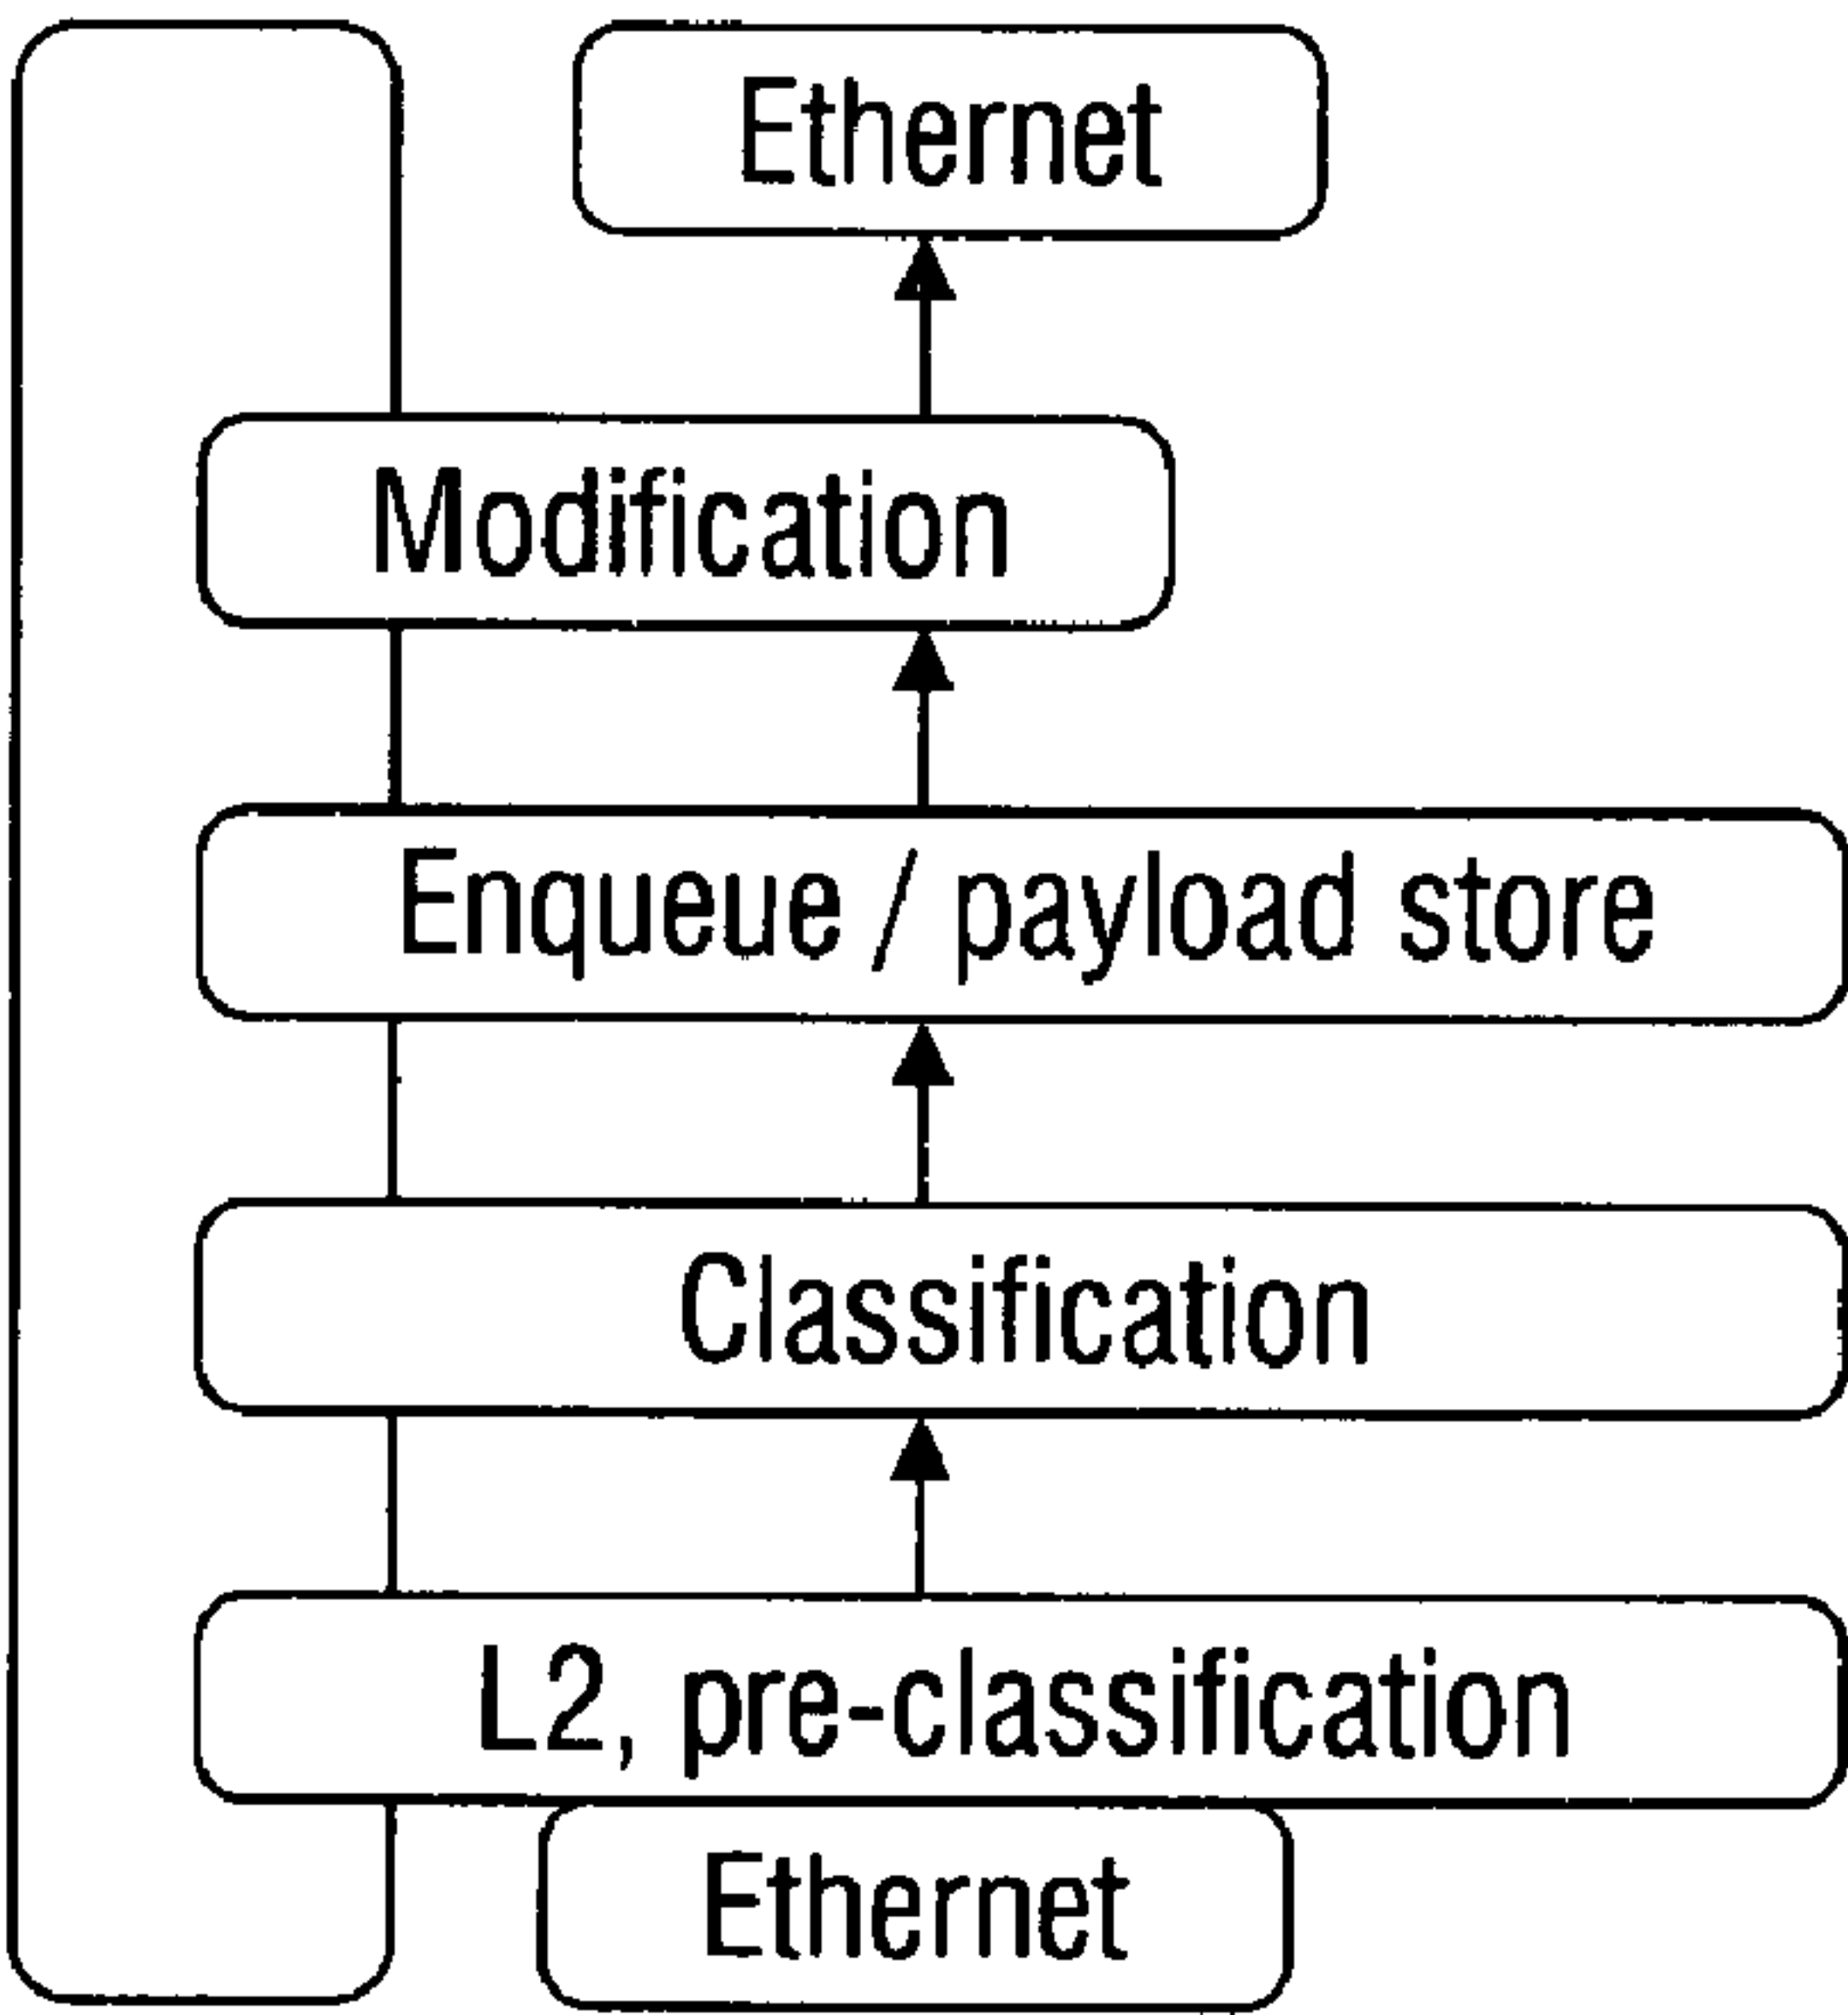 Ethernet
Modification
Enqueue / payload store
Classification
L2, pre-classification
Ethernet